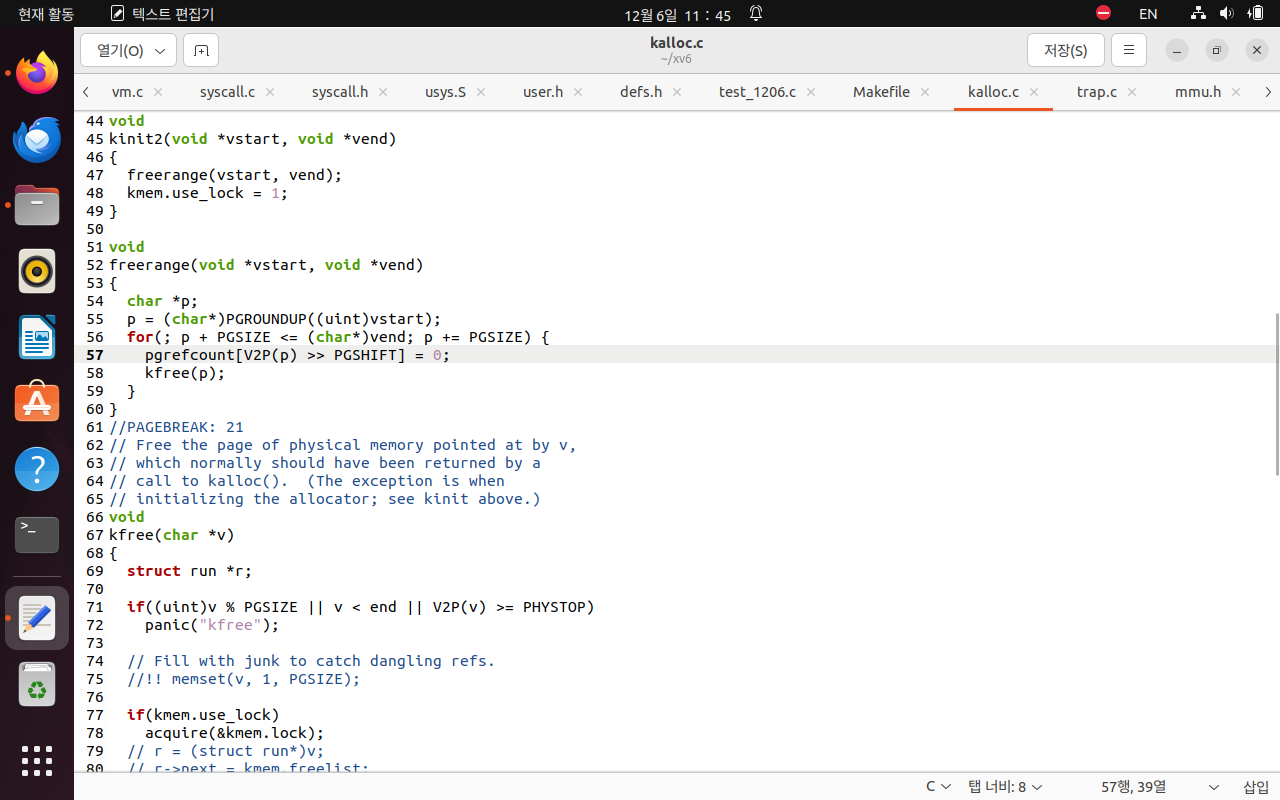 현재 활동 텍스트 편집기 12월 6일 11 : 45 EN
열기(O) kalloc.c 저장(S)
~/xv6
vm.c syscall.c syscall.h usys.S user.h defs.h test_1206.c Makefile kalloc.c trap.c mmu.h
44 void
45 kinit2(void *vstart, void *vend)
46 {
47   freerange(vstart, vend);
48   kmem.use_lock = 1;
49 }
50
51 void
52 freerange(void *vstart, void *vend)
53 {
54   char *p;
55   p = (char*)PGROUNDUP((uint)vstart);
56   for(; p + PGSIZE <= (char*)vend; p += PGSIZE) {
57     pgrefcount[V2P(p) >> PGSHIFT] = 0;
58     kfree(p);
59   }
60 }
61 //PAGEBREAK: 21
62 // Free the page of physical memory pointed at by v,
63 // which normally should have been returned by a
64 // call to kalloc().  (The exception is when
65 // initializing the allocator; see kinit above.)
66 void
67 kfree(char *v)
68 {
69   struct run *r;
70
71   if((uint)v % PGSIZE || v < end || V2P(v) >= PHYSTOP)
72     panic("kfree");
73
74   // Fill with junk to catch dangling refs.
75   //!! memset(v, 1, PGSIZE);
76
77   if(kmem.use_lock)
78     acquire(&kmem.lock);
79   // r = (struct run*)v;
80   // r->next = kmem.freelist;
C 탭 너비: 8 57행, 39열 삽입